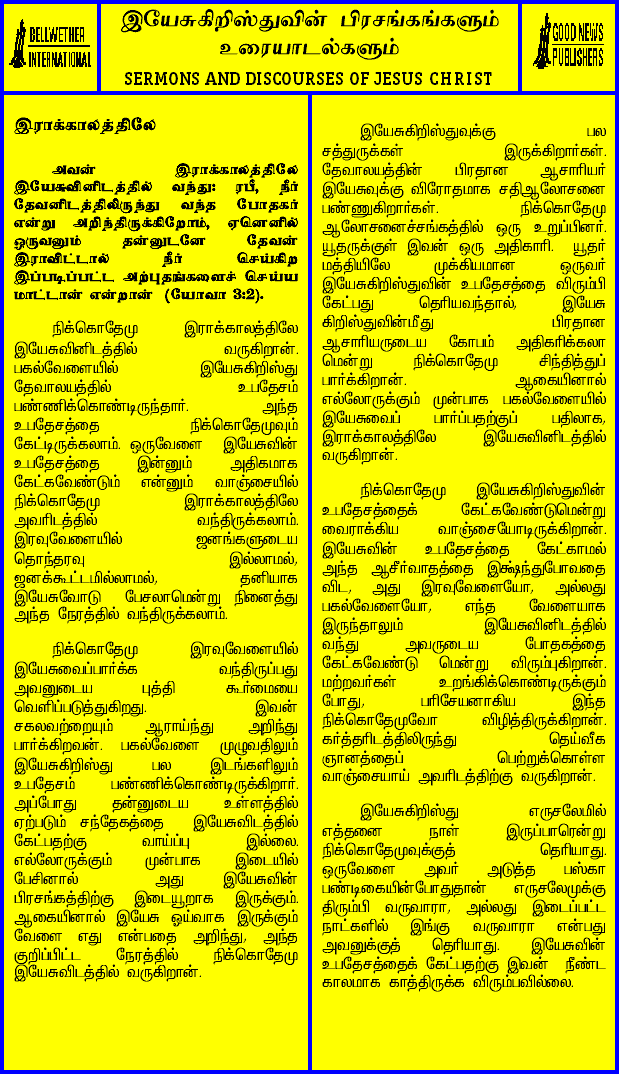 BELLWETHER
INTERNATIONAL
இயேசுகிறிஸ்துவின் பிரசங்கங்களும்
உரையாடல்களும்
SERMONS AND DISCOURSES OF JESUS CHRIST
GOOD NEWS
PUBLISHERS
இராக்காலத்திலே
அவன் இராக்காலத்திலே
இயேசுவினிடத்தில் வந்து: ரபீ, நீர்
தேவனிடத்திலிருந்து வந்த போதகர்
என்று அறிந்திருக்கிறோம், ஏனெனில்
ஒருவனும் தன்னுடனே தேவன்
இராவிட்டால் நீர் செய்கிற
இப்படிப்பட்ட அற்புதங்களைச் செய்ய
மாட்டான் என்றான் (யோவா 3:2).
நிக்கொதேமு இராக்காலத்திலே
இயேசுவினிடத்தில் வருகிறான்.
பகல்வேளையில் இயேசுகிறிஸ்து
தேவாலயத்தில் உபதேசம்
பண்ணிக்கொண்டிருந்தார். அந்த
உபதேசத்தை நிக்கொதேமுவும்
கேட்டிருக்கலாம். ஒருவேளை இயேசுவின்
உபதேசத்தை இன்னும் அதிகமாக
கேட்கவேண்டும் என்னும் வாஞ்சையில்
நிக்கொதேமு இராக்காலத்திலே
அவரிடத்தில் வந்திருக்கலாம்.
இரவுவேளையில் ஜனங்களுடைய
தொந்தரவு இல்லாமல்,
ஜனக்கூட்டமில்லாமல், தனியாக
இயேசுவோடு பேசலாமென்று நினைத்து
அந்த நேரத்தில் வந்திருக்கலாம்.
நிக்கொதேமு இரவுவேளையில்
இயேசுவைப்பார்க்க வந்திருப்பது
அவனுடைய புத்தி கூர்மையை
வெளிப்படுத்துகிறது. இவன்
சகலவற்றையும் ஆராய்ந்து அறிந்து
பார்க்கிறவன். பகல்வேளை முழுவதிலும்
இயேசுகிறிஸ்து பல இடங்களிலும்
உபதேசம் பண்ணிக்கொண்டிருக்கிறார்.
அப்போது தன்னுடைய உள்ளத்தில்
ஏற்படும் சந்தேகத்தை இயேசுவிடத்தில்
கேட்பதற்கு வாய்ப்பு இல்லை.
எல்லோருக்கும் முன்பாக இடையில்
பேசினால் அது இயேசுவின்
பிரசங்கத்திற்கு இடையூறாக இருக்கும்.
ஆகையினால் இயேசு ஓய்வாக இருக்கும்
வேளை எது என்பதை அறிந்து, அந்த
குறிப்பிட்ட நேரத்தில் நிக்கொதேமு
இயேசுவிடத்தில் வருகிறான்.
இயேசுகிறிஸ்துவுக்கு பல
சத்துருக்கள் இருக்கிறார்கள்.
தேவாலயத்தின் பிரதான ஆசாரியர்
இயேசுவுக்கு விரோதமாக சதிஆலோசனை
பண்ணுகிறார்கள். நிக்கொதேமு
ஆலோசனைச்சங்கத்தில் ஒரு உறுப்பினர்.
யூதருக்குள் இவன் ஒரு அதிகாரி. யூதர்
மத்தியிலே முக்கியமான ஒருவர்
இயேசுகிறிஸ்துவின் உபதேசத்தை விரும்பி
கேட்பது தெரியவந்தால், இயேசு
கிறிஸ்துவின்மீது பிரதான
ஆசாரியருடைய கோபம் அதிகரிக்கலா
மென்று நிக்கொதேமு சிந்தித்துப்
பார்க்கிறான். ஆகையினால்
எல்லோருக்கும் முன்பாக பகல்வேளையில்
இயேசுவைப் பார்ப்பதற்குப் பதிலாக,
இராக்காலத்திலே இயேசுவினிடத்தில்
வருகிறான்.
நிக்கொதேமு இயேசுகிறிஸ்துவின்
உபதேசத்தைக் கேட்கவேண்டுமென்று
வைராக்கிய வாஞ்சையோடிருக்கிறான்.
இயேசுவின் உபதேசத்தை கேட்காமல்
அந்த ஆசீர்வாதத்தை இக்ஷந்துபோவதை
விட, அது இரவுவேளையோ, அல்லது
பகல்வேளையோ, எந்த வேளையாக
இருந்தாலும் இயேசுவினிடத்தில்
வந்து அவருடைய போதகத்தை
கேட்கவேண்டு மென்று விரும்புகிறான்.
மற்றவர்கள் உறங்கிக்கொண்டிருக்கும்
போது, பரிசேயனாகிய இந்த
நிக்கொதேமுவோ விழித்திருக்கிறான்.
கர்த்தரிடத்திலிருந்து தெய்வீக
ஞானத்தைப் பெற்றுக்கொள்ள
வாஞ்சையாய் அவரிடத்திற்கு வருகிறான்.
இயேசுகிறிஸ்து எருசலேமில்
எத்தனை நாள் இருப்பாரென்று
நிக்கொதேமுவுக்குத் தெரியாது.
ஒருவேளை அவர் அடுத்த பஸ்கா
பண்டிகையின்போதுதான் எருசலேமுக்கு
திரும்பி வருவாரா, அல்லது இடைப்பட்ட
நாட்களில் இங்கு வருவாரா என்பது
அவனுக்குத் தெரியாது. இயேசுவின்
உபதேசத்தைக் கேட்பதற்கு இவன் நீண்ட
காலமாக காத்திருக்க விரும்பவில்லை.